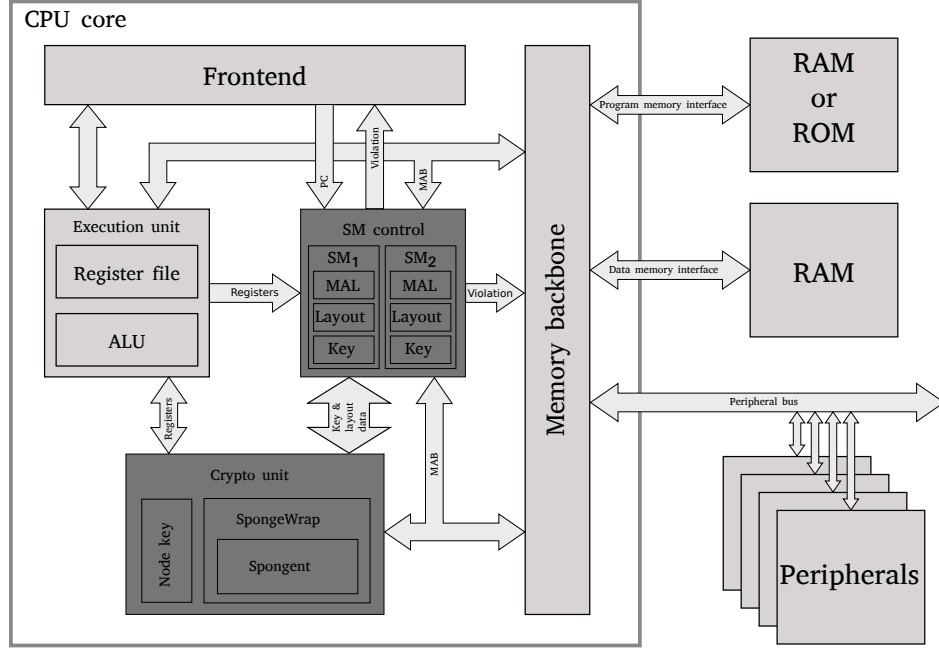 CPU core
Frontend
RAM
or
ROM
Program memory interface
PC
Violation
MAB
Execution unit
Register file
ALU
Registers
SM control
SM1
MAL
Layout
Key
SM2
MAL
Layout
Key
Violation
Memory backbone
Data memory interface
RAM
Registers
Key &
layout
data
MAB
Peripheral bus
Crypto unit
Node key
SpongeWrap
Spongent
Peripherals